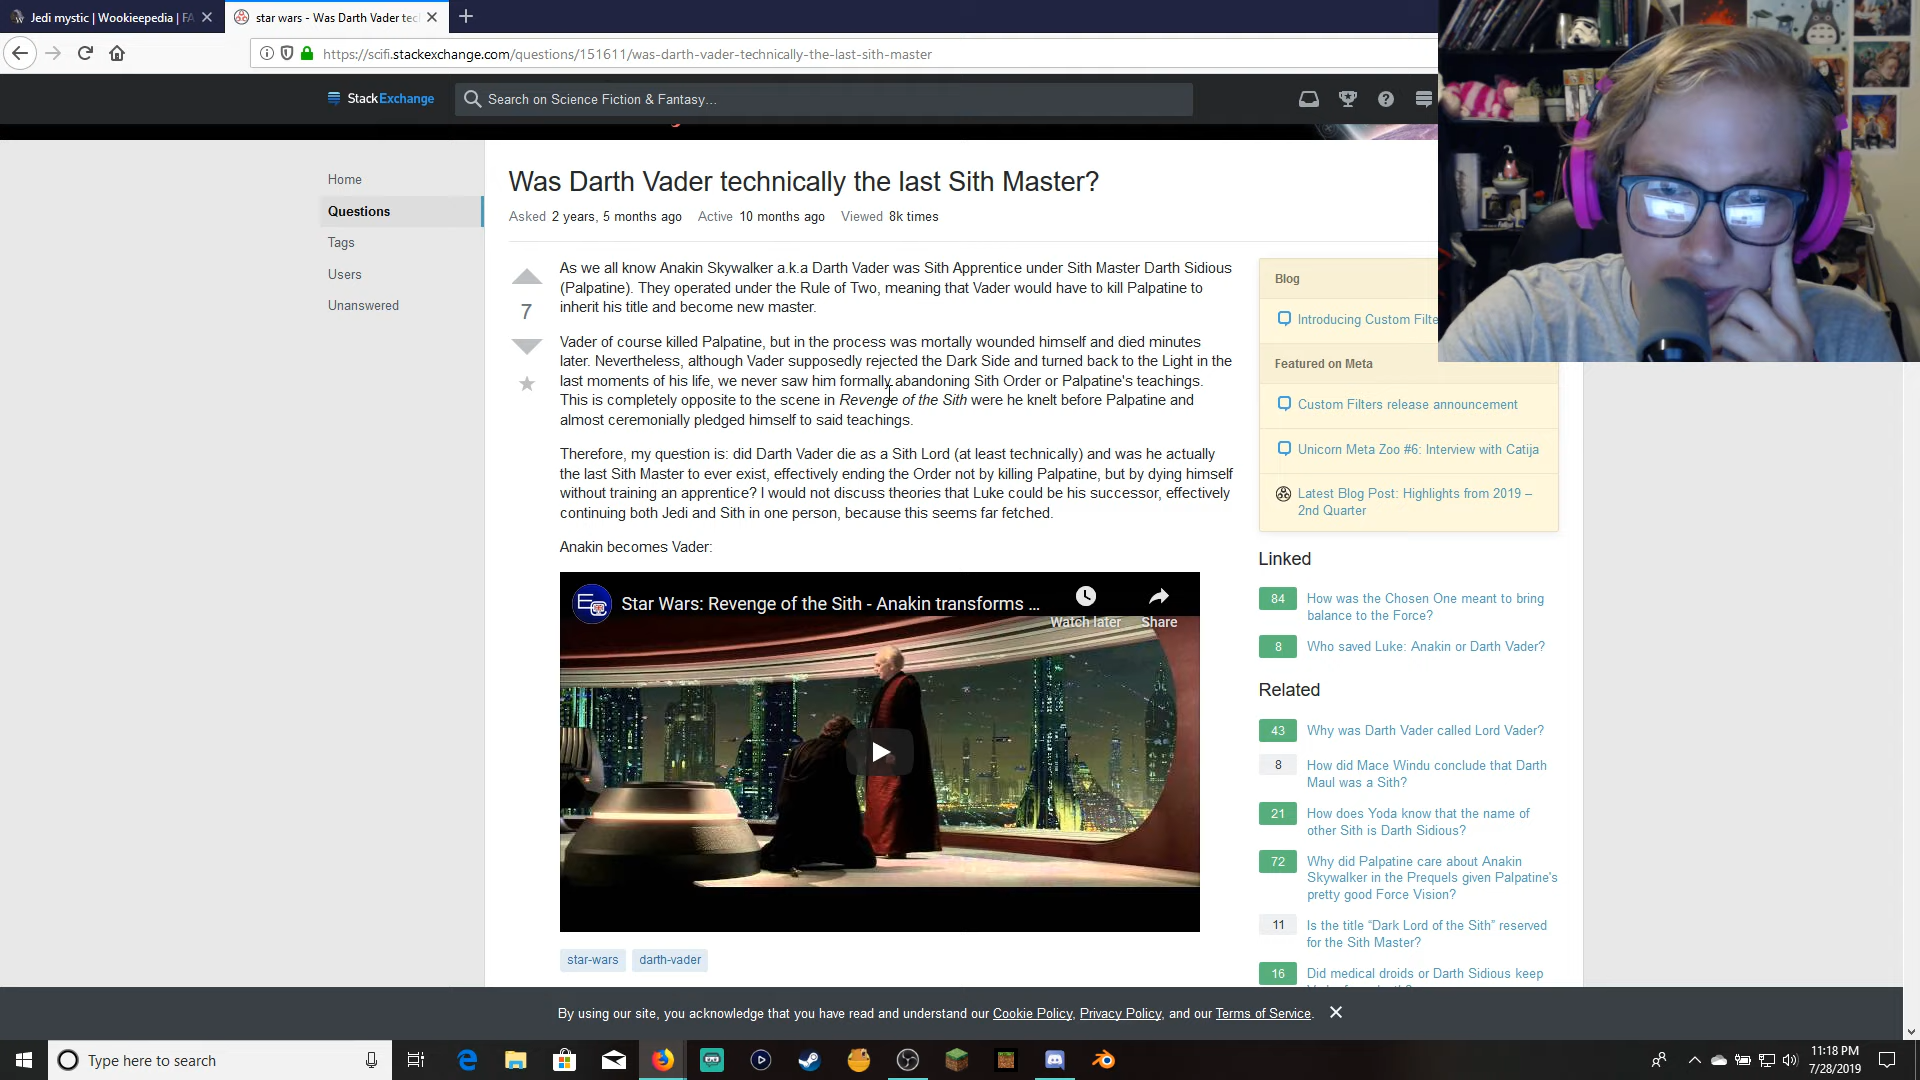 Jedi mystic | Wookieepedia | FA
star wars - Was Darth Vader tec
https://scifi.stackexchange.com/questions/151611/was-darth-vader-technically-the-last-sith-master
StackExchange
Search on Science Fiction & Fantasy…
Home
Questions
Tags
Users
Unanswered
Was Darth Vader technically the last Sith Master?
Asked 2 years, 5 months ago Active 10 months ago Viewed 8k times
7
As we all know Anakin Skywalker a.k.a Darth Vader was Sith Apprentice under Sith Master Darth Sidious
(Palpatine). They operated under the Rule of Two, meaning that Vader would have to kill Palpatine to
inherit his title and become new master.
Vader of course killed Palpatine, but in the process was mortally wounded himself and died minutes
later. Nevertheless, although Vader supposedly rejected the Dark Side and turned back to the Light in the
last moments of his life, we never saw him formally abandoning Sith Order or Palpatine's teachings.
This is completely opposite to the scene in Revenge of the Sith were he knelt before Palpatine and
almost ceremonially pledged himself to said teachings.
Therefore, my question is: did Darth Vader die as a Sith Lord (at least technically) and was he actually
the last Sith Master to ever exist, effectively ending the Order not by killing Palpatine, but by dying himself
without training an apprentice? I would not discuss theories that Luke could be his successor, effectively
continuing both Jedi and Sith in one person, because this seems far fetched.
Anakin becomes Vader:
Star Wars: Revenge of the Sith - Anakin transforms ...
Watch later
Share
star-wars
darth-vader
Blog
Introducing Custom Filte
Featured on Meta
Custom Filters release announcement
Unicorn Meta Zoo #6: Interview with Catija
Latest Blog Post: Highlights from 2019 –
2nd Quarter
Linked
84 How was the Chosen One meant to bring
balance to the Force?
8 Who saved Luke: Anakin or Darth Vader?
Related
43 Why was Darth Vader called Lord Vader?
8 How did Mace Windu conclude that Darth
Maul was a Sith?
21 How does Yoda know that the name of
other Sith is Darth Sidious?
72 Why did Palpatine care about Anakin
Skywalker in the Prequels given Palpatine's
pretty good Force Vision?
11 Is the title “Dark Lord of the Sith” reserved
for the Sith Master?
16 Did medical droids or Darth Sidious keep
By using our site, you acknowledge that you have read and understand our Cookie Policy, Privacy Policy, and our Terms of Service.
Type here to search
11:18 PM
7/28/2019